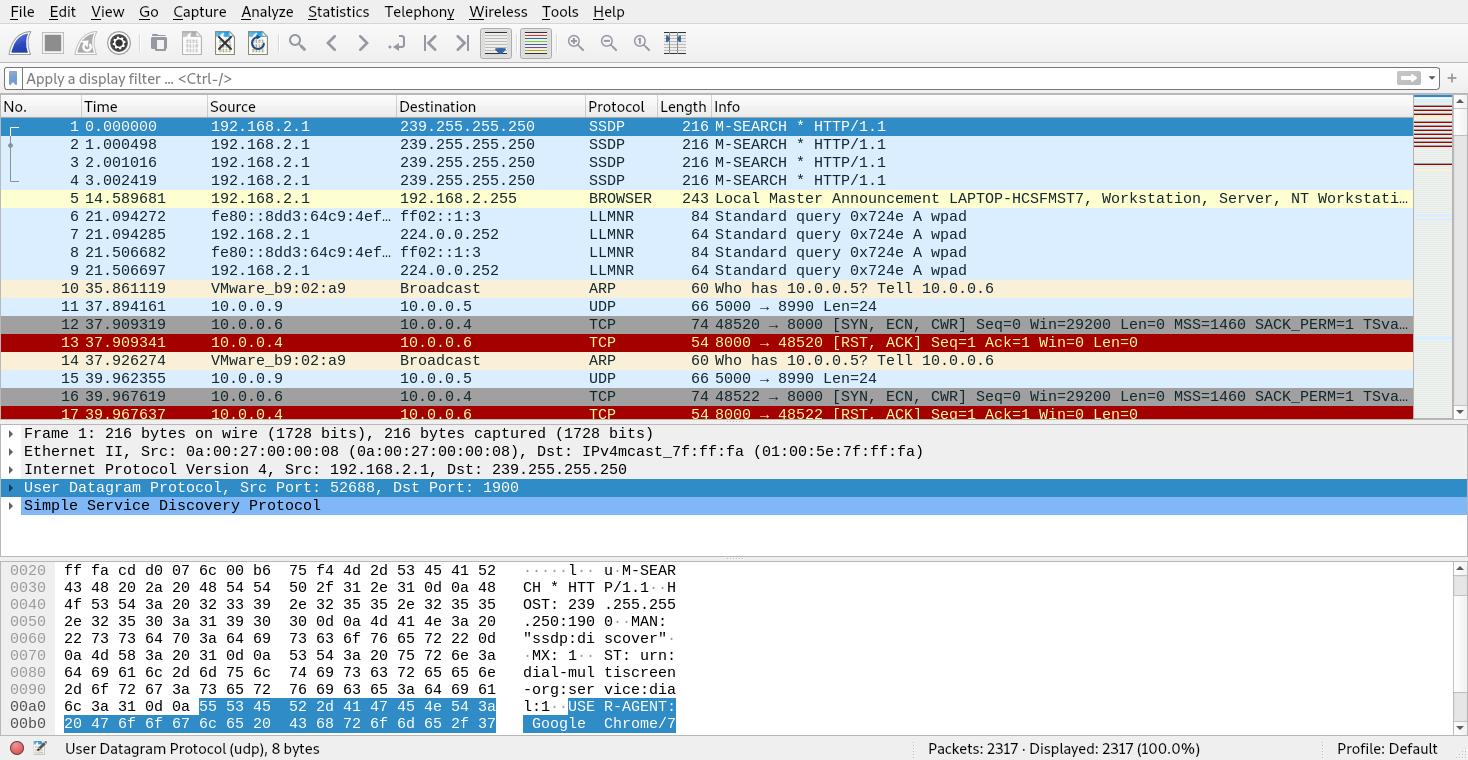 File Edit View Go Capture Analyze Statistics Telephony Wireless Tools Help
Apply a display filter ... <Ctrl-/>
No. Time Source Destination Protocol Length Info
1 0.000000 192.168.2.1 239.255.255.250 SSDP 216 M-SEARCH * HTTP/1.1
2 1.000498 192.168.2.1 239.255.255.250 SSDP 216 M-SEARCH * HTTP/1.1
3 2.001016 192.168.2.1 239.255.255.250 SSDP 216 M-SEARCH * HTTP/1.1
4 3.002419 192.168.2.1 239.255.255.250 SSDP 216 M-SEARCH * HTTP/1.1
5 14.589681 192.168.2.1 192.168.2.255 BROWSER 243 Local Master Announcement LAPTOP-HCSFMST7, Workstation, Server, NT Workstati…
6 21.094272 fe80::8dd3:64c9:4ef… ff02::1:3 LLMNR 84 Standard query 0x724e A wpad
7 21.094285 192.168.2.1 224.0.0.252 LLMNR 64 Standard query 0x724e A wpad
8 21.506682 fe80::8dd3:64c9:4ef… ff02::1:3 LLMNR 84 Standard query 0x724e A wpad
9 21.506697 192.168.2.1 224.0.0.252 LLMNR 64 Standard query 0x724e A wpad
10 35.861119 VMware_b9:02:a9 Broadcast ARP 60 Who has 10.0.0.5? Tell 10.0.0.6
11 37.894161 10.0.0.9 10.0.0.5 UDP 66 5000 → 8990 Len=24
12 37.909319 10.0.0.6 10.0.0.4 TCP 74 48520 → 8000 [SYN, ECN, CWR] Seq=0 Win=29200 Len=0 MSS=1460 SACK_PERM=1 TSva…
13 37.909341 10.0.0.4 10.0.0.6 TCP 54 8000 → 48520 [RST, ACK] Seq=1 Ack=1 Win=0 Len=0
14 37.926274 VMware_b9:02:a9 Broadcast ARP 60 Who has 10.0.0.5? Tell 10.0.0.6
15 39.962355 10.0.0.9 10.0.0.5 UDP 66 5000 → 8990 Len=24
16 39.967619 10.0.0.6 10.0.0.4 TCP 74 48522 → 8000 [SYN, ECN, CWR] Seq=0 Win=29200 Len=0 MSS=1460 SACK_PERM=1 TSva…
17 39.967637 10.0.0.4 10.0.0.6 TCP 54 8000 → 48522 [RST, ACK] Seq=1 Ack=1 Win=0 Len=0
Frame 1: 216 bytes on wire (1728 bits), 216 bytes captured (1728 bits)
Ethernet II, Src: 0a:00:27:00:00:08 (0a:00:27:00:00:08), Dst: IPv4mcast_7f:ff:fa (01:00:5e:7f:ff:fa)
Internet Protocol Version 4, Src: 192.168.2.1, Dst: 239.255.255.250
User Datagram Protocol, Src Port: 52688, Dst Port: 1900
Simple Service Discovery Protocol
0020 ff fa cd d0 07 6c 00 b6 75 f4 4d 2d 53 45 41 52 ·····l·· u·M-SEAR
0030 43 48 20 2a 20 48 54 54 50 2f 31 2e 31 0d 0a 48 CH * HTT P/1.1··H
0040 4f 53 54 3a 20 32 33 39 2e 32 35 35 2e 32 35 35 OST: 239 .255.255
0050 2e 32 35 30 3a 31 39 30 30 0d 0a 4d 41 4e 3a 20 .250:190 0··MAN:
0060 22 73 73 64 70 3a 64 69 73 63 6f 76 65 72 22 0d "ssdp:di scover"·
0070 0a 4d 58 3a 20 31 0d 0a 53 54 3a 20 75 72 6e 3a ·MX: 1·· ST: urn:
0080 64 69 61 6c 2d 6d 75 6c 74 69 73 63 72 65 65 6e dial-mul tiscreen
0090 2d 6f 72 67 3a 73 65 72 76 69 63 65 3a 64 69 61 -org:ser vice:dia
00a0 6c 3a 31 0d 0a 55 53 45 52 2d 41 47 45 4e 54 3a l:1··USE R-AGENT:
00b0 20 47 6f 6f 67 6c 65 20 43 68 72 6f 6d 65 2f 37 Google Chrome/7
User Datagram Protocol (udp), 8 bytes Packets: 2317 · Displayed: 2317 (100.0%) Profile: Default